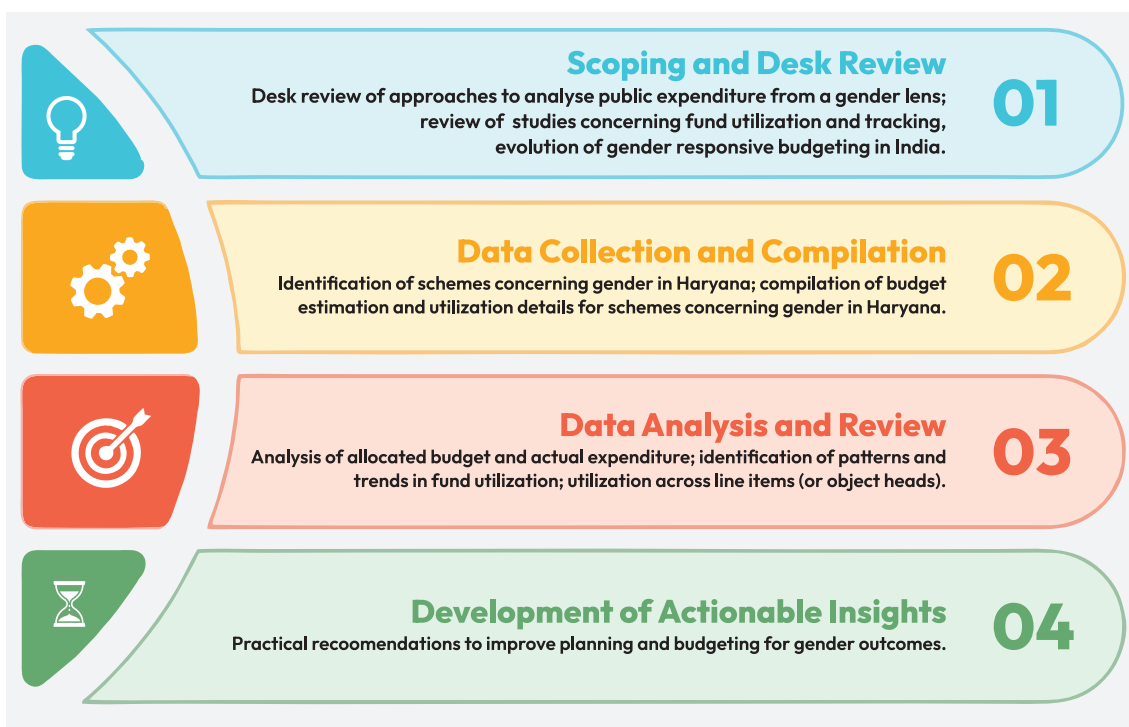 Scoping and Desk Review
Desk review of approaches to analyse public expenditure from a gender lens;
review of studies concerning fund utilization and tracking,
evolution of gender responsive budgeting in India.
01
Data Collection and Compilation
Identification of schemes concerning gender in Haryana; compilation of budget
estimation and utilization details for schemes concerning gender in Haryana.
02
Data Analysis and Review
Analysis of allocated budget and actual expenditure; identification of patterns and
trends in fund utilization; utilization across line items (or object heads).
03
Development of Actionable Insights
Practical recoomendations to improve planning and budgeting for gender outcomes.
04